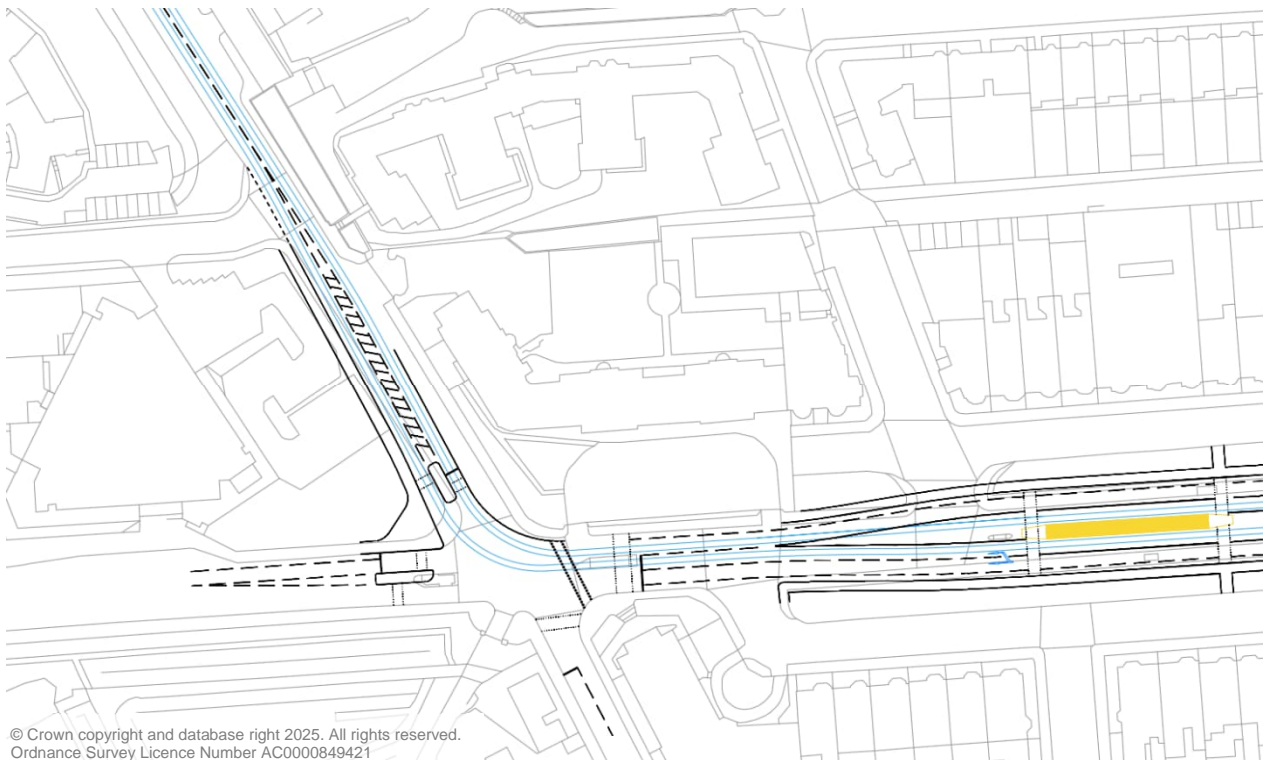 © Crown copyright and database right 2025. All rights reserved.
Ordnance Survey Licence Number AC0000849421